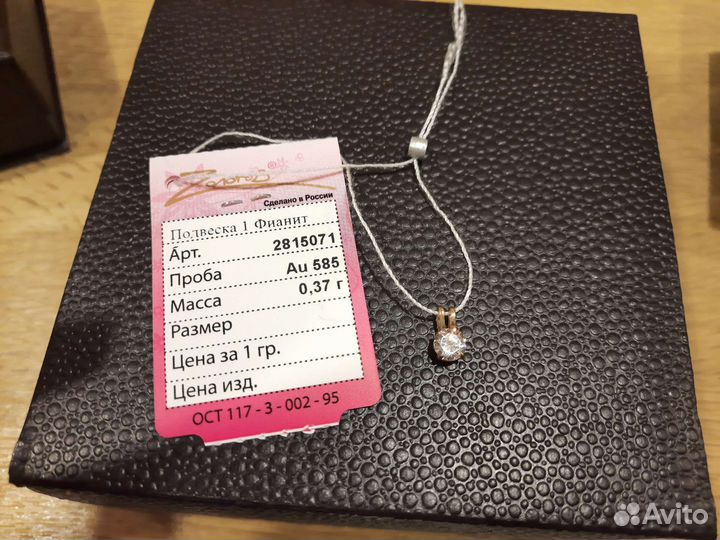 Золотов
Сделано в России
Подвеска 1 Фианит
Арт. 2815071
Проба Au 585
Масса 0,37 г
Размер
Цена за 1 гр.
Цена изд.
ОСТ 117 - 3 - 002 - 95
Avito